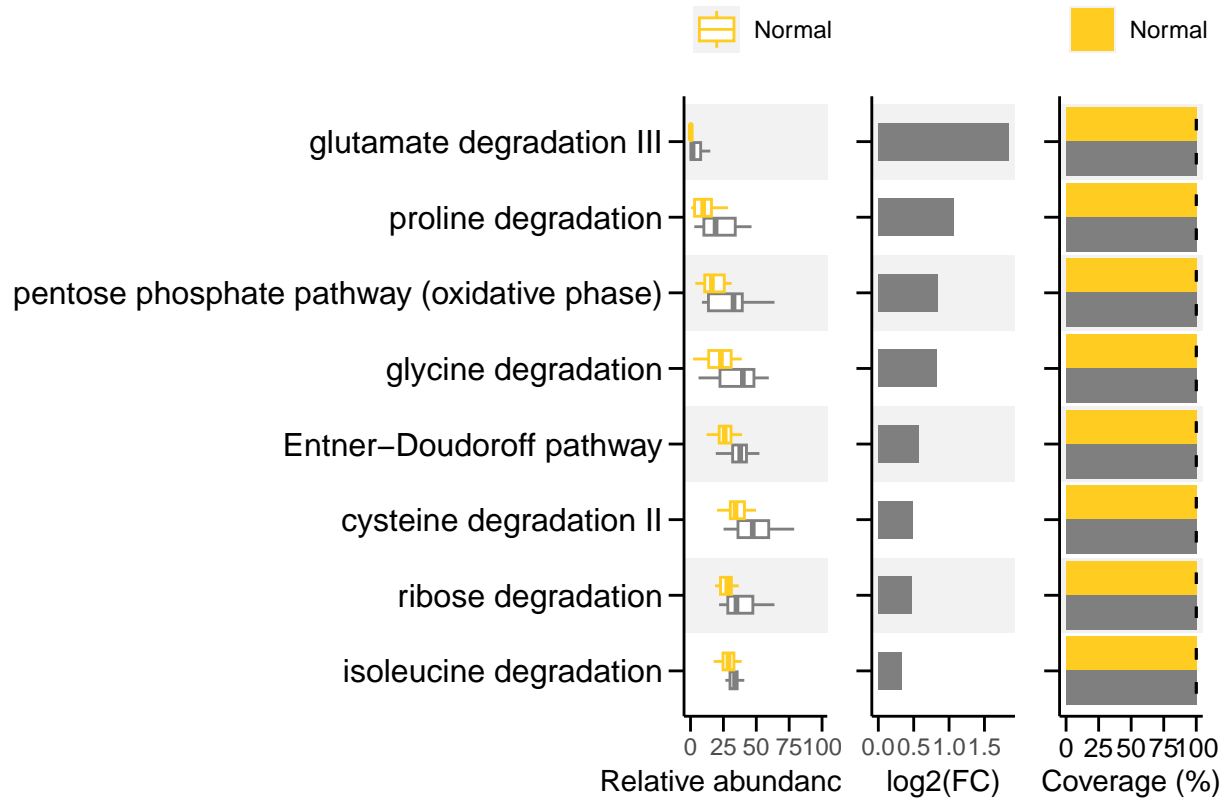 Normal
Normal
glutamate degradation III
proline degradation
pentose phosphate pathway (oxidative phase)
glycine degradation
Entner−Doudoroff pathway
cysteine degradation II
ribose degradation
isoleucine degradation
0 25 50 75 100
0.0 0.5 1.0 1.5
0 25 50 75 100
Relative abundanc
log2(FC)
Coverage (%)